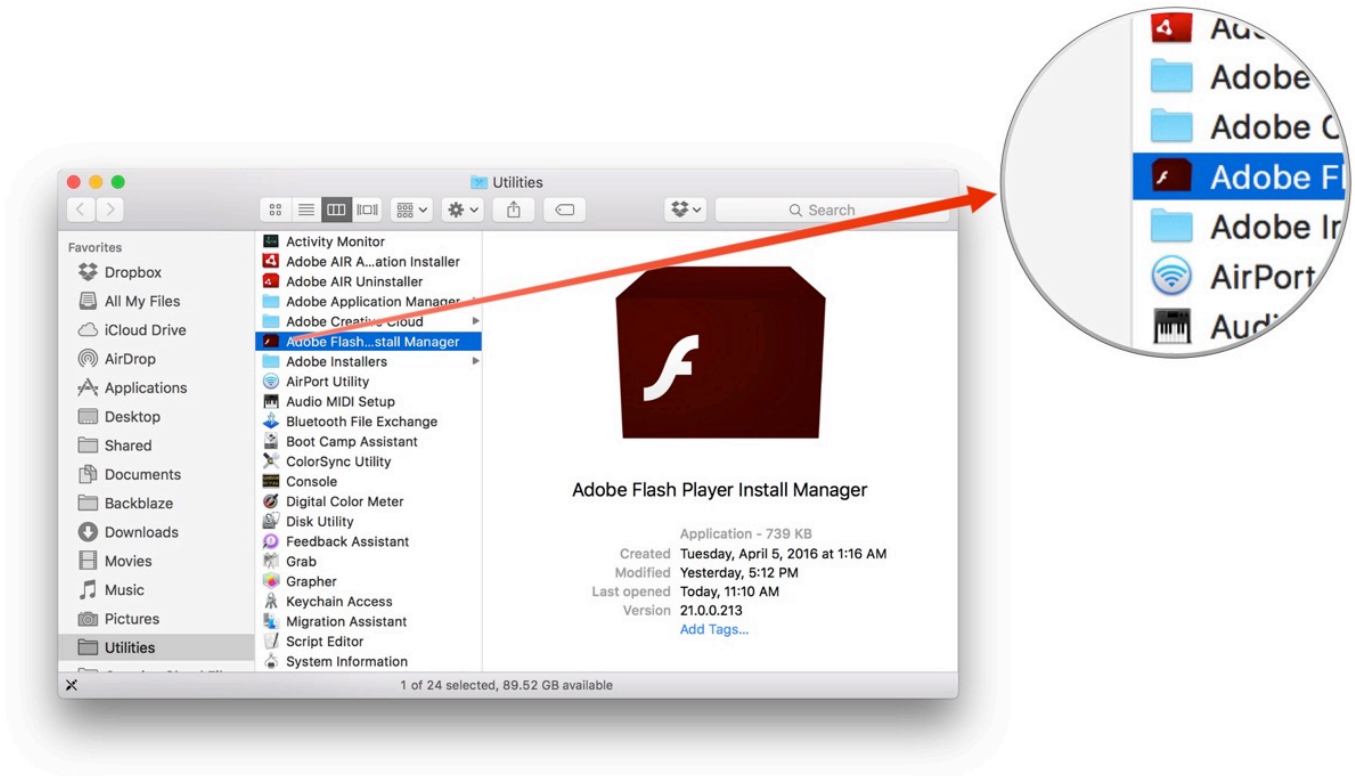 Utilities
Search
Favorites
Dropbox
All My Files
iCloud Drive
AirDrop
Applications
Desktop
Shared
Documents
Backblaze
Downloads
Movies
Music
Pictures
Utilities
Activity Monitor
Adobe AIR A...ation Installer
Adobe AIR Uninstaller
Adobe Application Manager
Adobe Creative Cloud
Adobe Flash...stall Manager
Adobe Installers
AirPort Utility
Audio MIDI Setup
Bluetooth File Exchange
Boot Camp Assistant
ColorSync Utility
Console
Digital Color Meter
Disk Utility
Feedback Assistant
Grab
Grapher
Keychain Access
Migration Assistant
Script Editor
System Information
Adobe Flash Player Install Manager
Application - 739 KB
Created Tuesday, April 5, 2016 at 1:16 AM
Modified Yesterday, 5:12 PM
Last opened Today, 11:10 AM
Version 21.0.0.213
Add Tags...
1 of 24 selected, 89.52 GB available
Adobe
Adobe C
Adobe Fl
Adobe In
AirPort
Audi